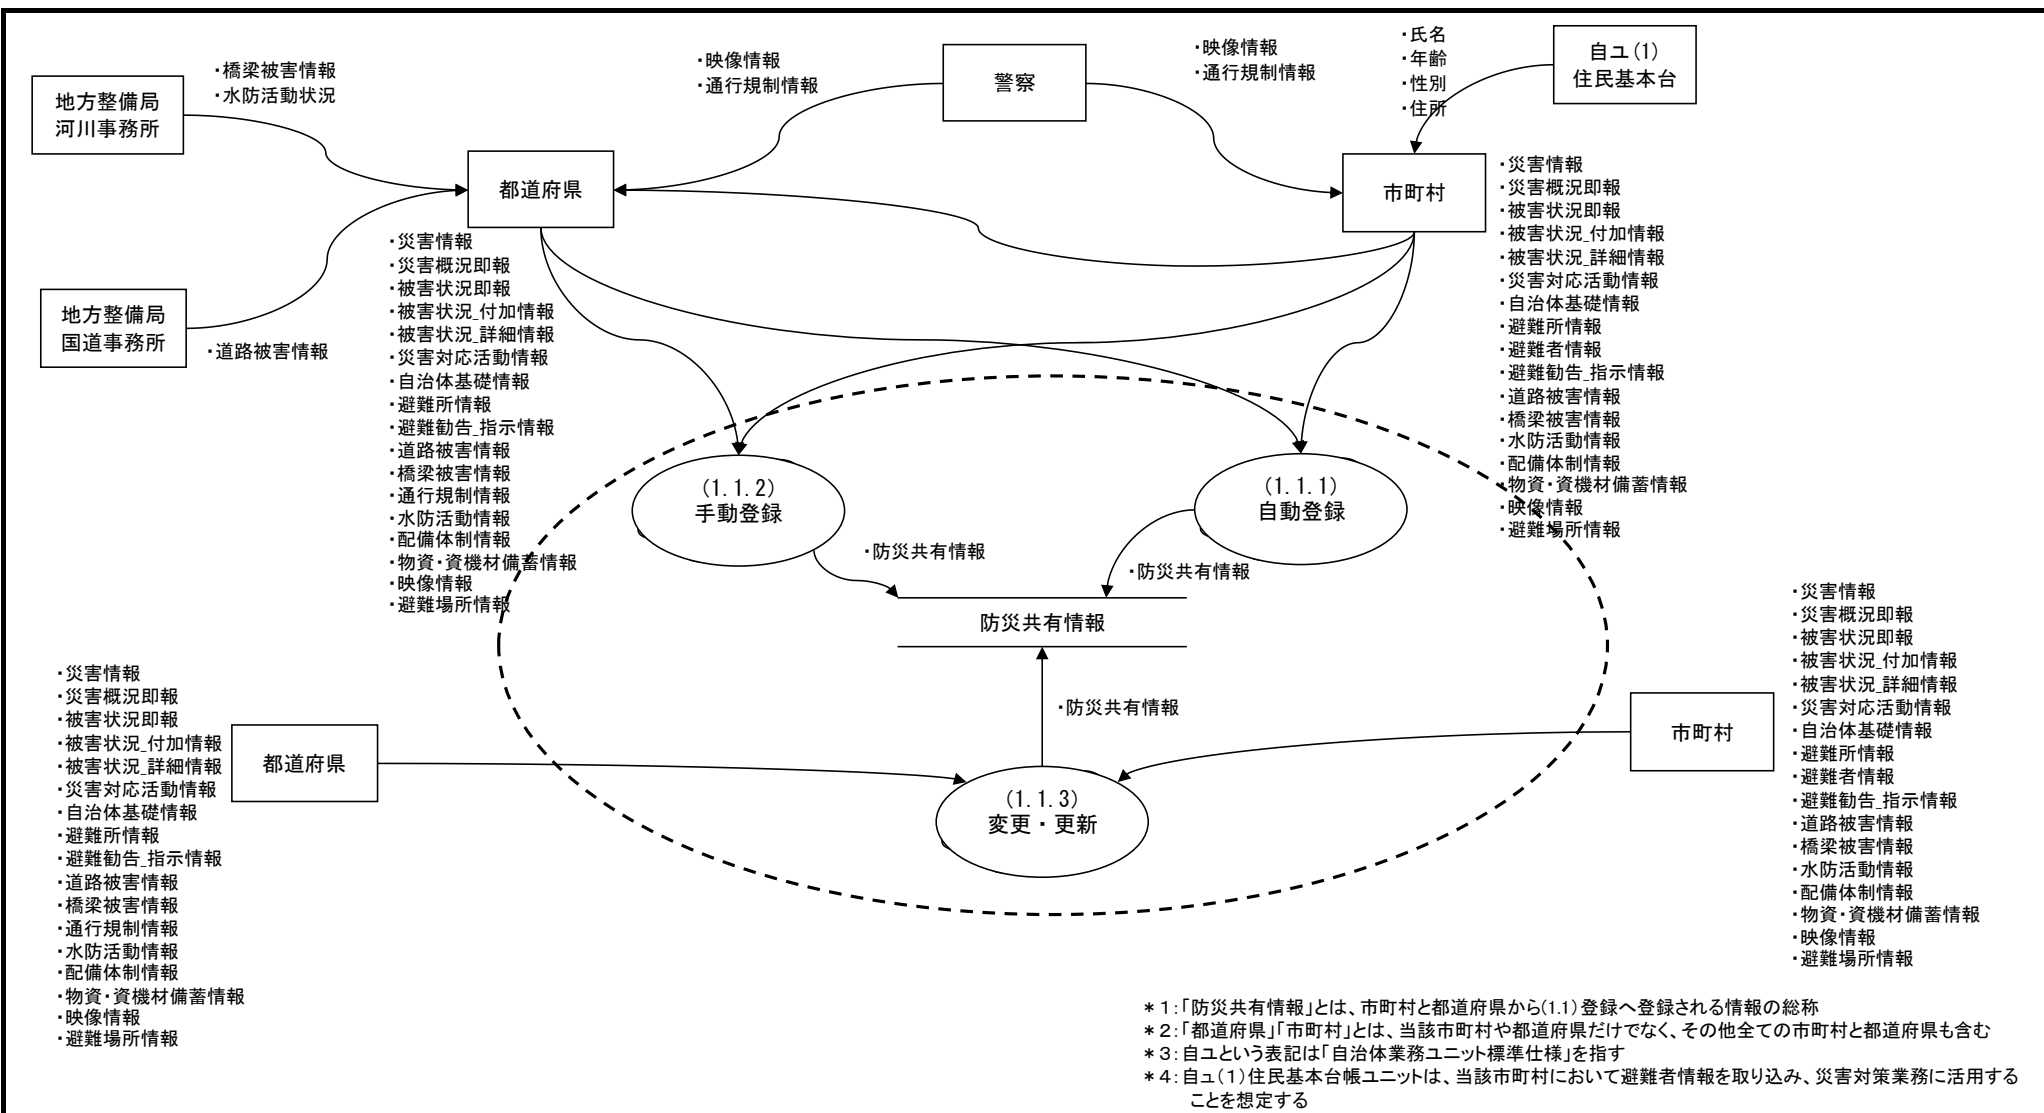 地方整備局
河川事務所
・橋梁被害情報
・水防活動状況
・映像情報
・通行規制情報
警察
・映像情報
・通行規制情報
・氏名
・年齢
・性別
・住所
自ユ(1)
住民基本台
都道府県
市町村
地方整備局
国道事務所
・道路被害情報
・災害情報
・災害概況即報
・被害状況即報
・被害状況_付加情報
・被害状況_詳細情報
・災害対応活動情報
・自治体基礎情報
・避難所情報
・避難勧告_指示情報
・道路被害情報
・橋梁被害情報
・通行規制情報
・水防活動情報
・配備体制情報
・物資・資機材備蓄情報
・映像情報
・避難場所情報
・災害情報
・災害概況即報
・被害状況即報
・被害状況_付加情報
・被害状況_詳細情報
・災害対応活動情報
・自治体基礎情報
・避難所情報
・避難者情報
・避難勧告_指示情報
・道路被害情報
・橋梁被害情報
・水防活動情報
・配備体制情報
・物資・資機材備蓄情報
・映像情報
・避難場所情報
(1.1.2)
手動登録
(1.1.1)
自動登録
・防災共有情報
・防災共有情報
防災共有情報
・防災共有情報
・災害情報
・災害概況即報
・被害状況即報
・被害状況_付加情報
・被害状況_詳細情報
・災害対応活動情報
・自治体基礎情報
・避難所情報
・避難勧告_指示情報
・道路被害情報
・橋梁被害情報
・通行規制情報
・水防活動情報
・配備体制情報
・物資・資機材備蓄情報
・映像情報
・避難場所情報
都道府県
(1.1.3)
変更・更新
市町村
・災害情報
・災害概況即報
・被害状況即報
・被害状況_付加情報
・被害状況_詳細情報
・災害対応活動情報
・自治体基礎情報
・避難所情報
・避難者情報
・避難勧告_指示情報
・道路被害情報
・橋梁被害情報
・水防活動情報
・配備体制情報
・物資・資機材備蓄情報
・映像情報
・避難場所情報
＊１：「防災共有情報」とは、市町村と都道府県から(1.1)登録へ登録される情報の総称
＊２：「都道府県」「市町村」とは、当該市町村や都道府県だけでなく、その他全ての市町村と都道府県も含む
＊３：自ユという表記は「自治体業務ユニット標準仕様」を指す
＊４：自ュ（１）住民基本台帳ユニットは、当該市町村において避難者情報を取り込み、災害対策業務に活用する
ことを想定する